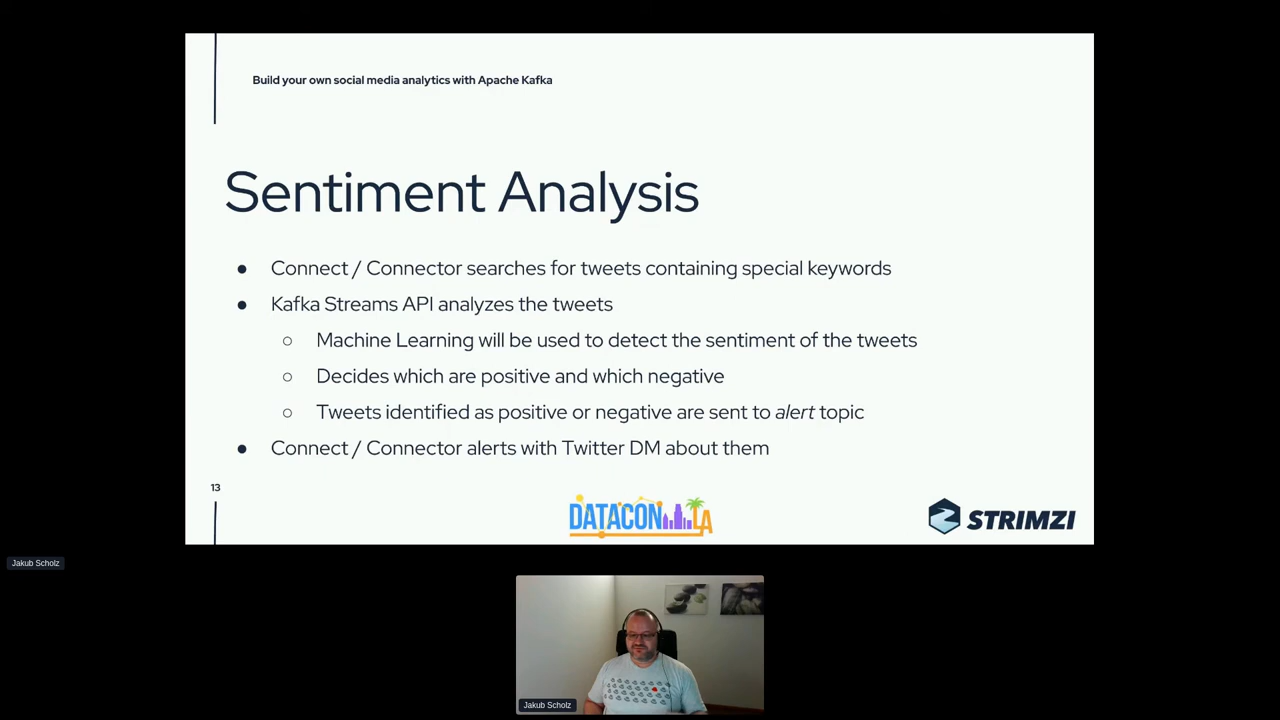 Build your own social media analytics with Apache Kafka
Sentiment Analysis
● Connect / Connector searches for tweets containing special keywords
● Kafka Streams API analyzes the tweets
○ Machine Learning will be used to detect the sentiment of the tweets
○ Decides which are positive and which negative
○ Tweets identified as positive or negative are sent to alert topic
● Connect / Connector alerts with Twitter DM about them
13
DATACON LA
STRIMZI
Jakub Scholz
Jakub Scholz